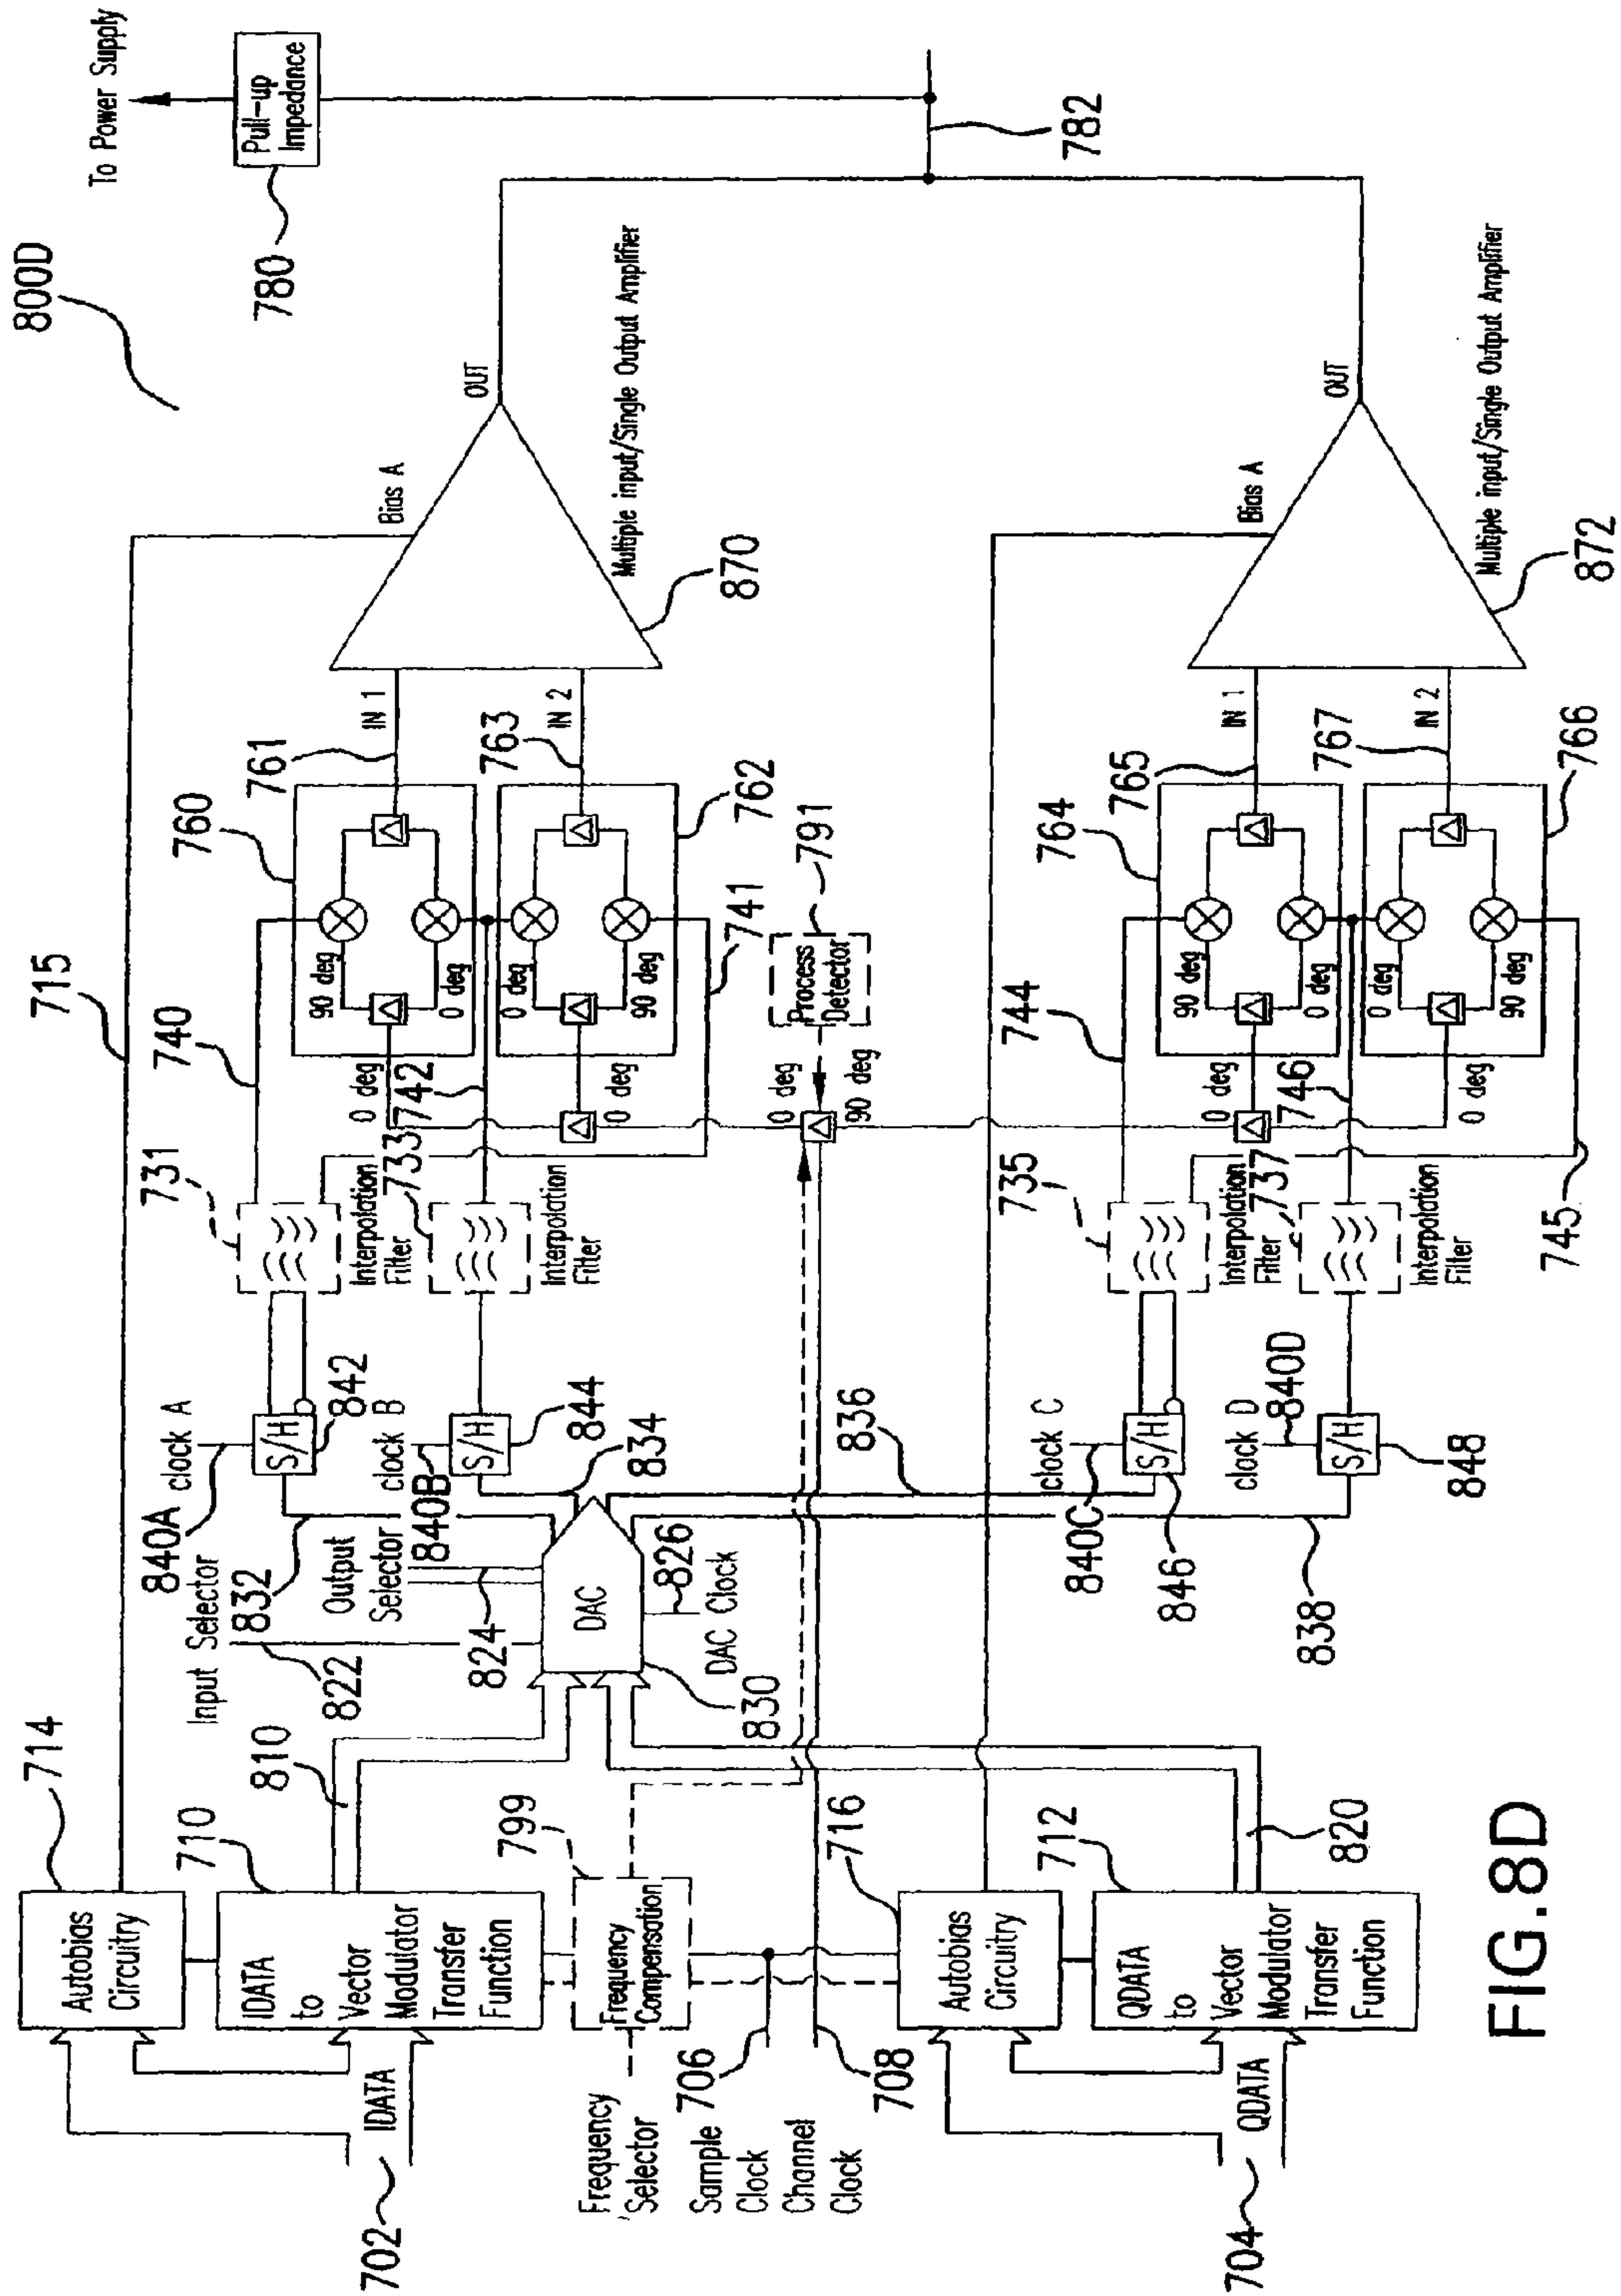 800D
To Power Supply
Pull-up
Impedance
780
782
715
714
Autobias
Circuitry
710
IDATA
to
Vector
Modulator
Transfer
Function
IDATA
702
810
Input Selector
822
832
Output
Selector
824
DAC
826
DAC Clock
830
840A
clock A
S/H
842
840B
clock B
S/H
844
834
731
Interpolation
Filter
733
Interpolation
Filter
740
742
741
0 deg
0 deg
760
90 deg
0 deg
761
IN 1
0 deg
90 deg
762
763
IN 2
Bias A
OUT
Multiple input/Single Output Amplifier
870
799
Frequency
Compensation
Frequency
'Selector
706
Sample
Clock
Channel
Clock
708
0 deg
90 deg
Process
Detector
791
716
Autobias
Circuitry
712
QDATA
to
Vector
Modulator
Transfer
Function
QDATA
704
820
836
838
840C
clock C
S/H
846
clock D
840D
S/H
848
735
Interpolation
Filter
737
Interpolation
Filter
744
746
745
0 deg
0 deg
764
90 deg
0 deg
765
IN 1
0 deg
90 deg
766
767
IN 2
Bias A
OUT
Multiple input/Single Output Amplifier
872
FIG.8D